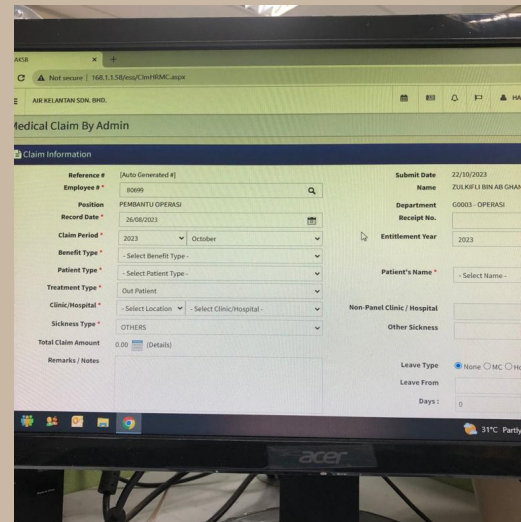 AKSB × +
Not secure | 168.1.1.58/ess/ClmHRMC.aspx
AIR KELANTAN SDN. BHD. HA
Medical Claim By Admin
Claim Information
Reference # [Auto Generated #] Submit Date 22/10/2023
Employee # * 80699 Name ZULKIFLI BIN AB GHAN
Position PEMBANTU OPERASI Department G0003 - OPERASI
Record Date * 26/08/2023 Receipt No.
Claim Period * 2023 October Entitlement Year 2023
Benefit Type * - Select Benefit Type -
Patient Type * - Select Patient Type - Patient's Name * - Select Name -
Treatment Type * Out Patient
Clinic/Hospital * - Select Location - Select Clinic/Hospital - Non-Panel Clinic / Hospital
Sickness Type * OTHERS Other Sickness
Total Claim Amount 0.00 (Details)
Remarks / Notes Leave Type None MC Ho
Leave From
Days : 0
31°C Partly
acer